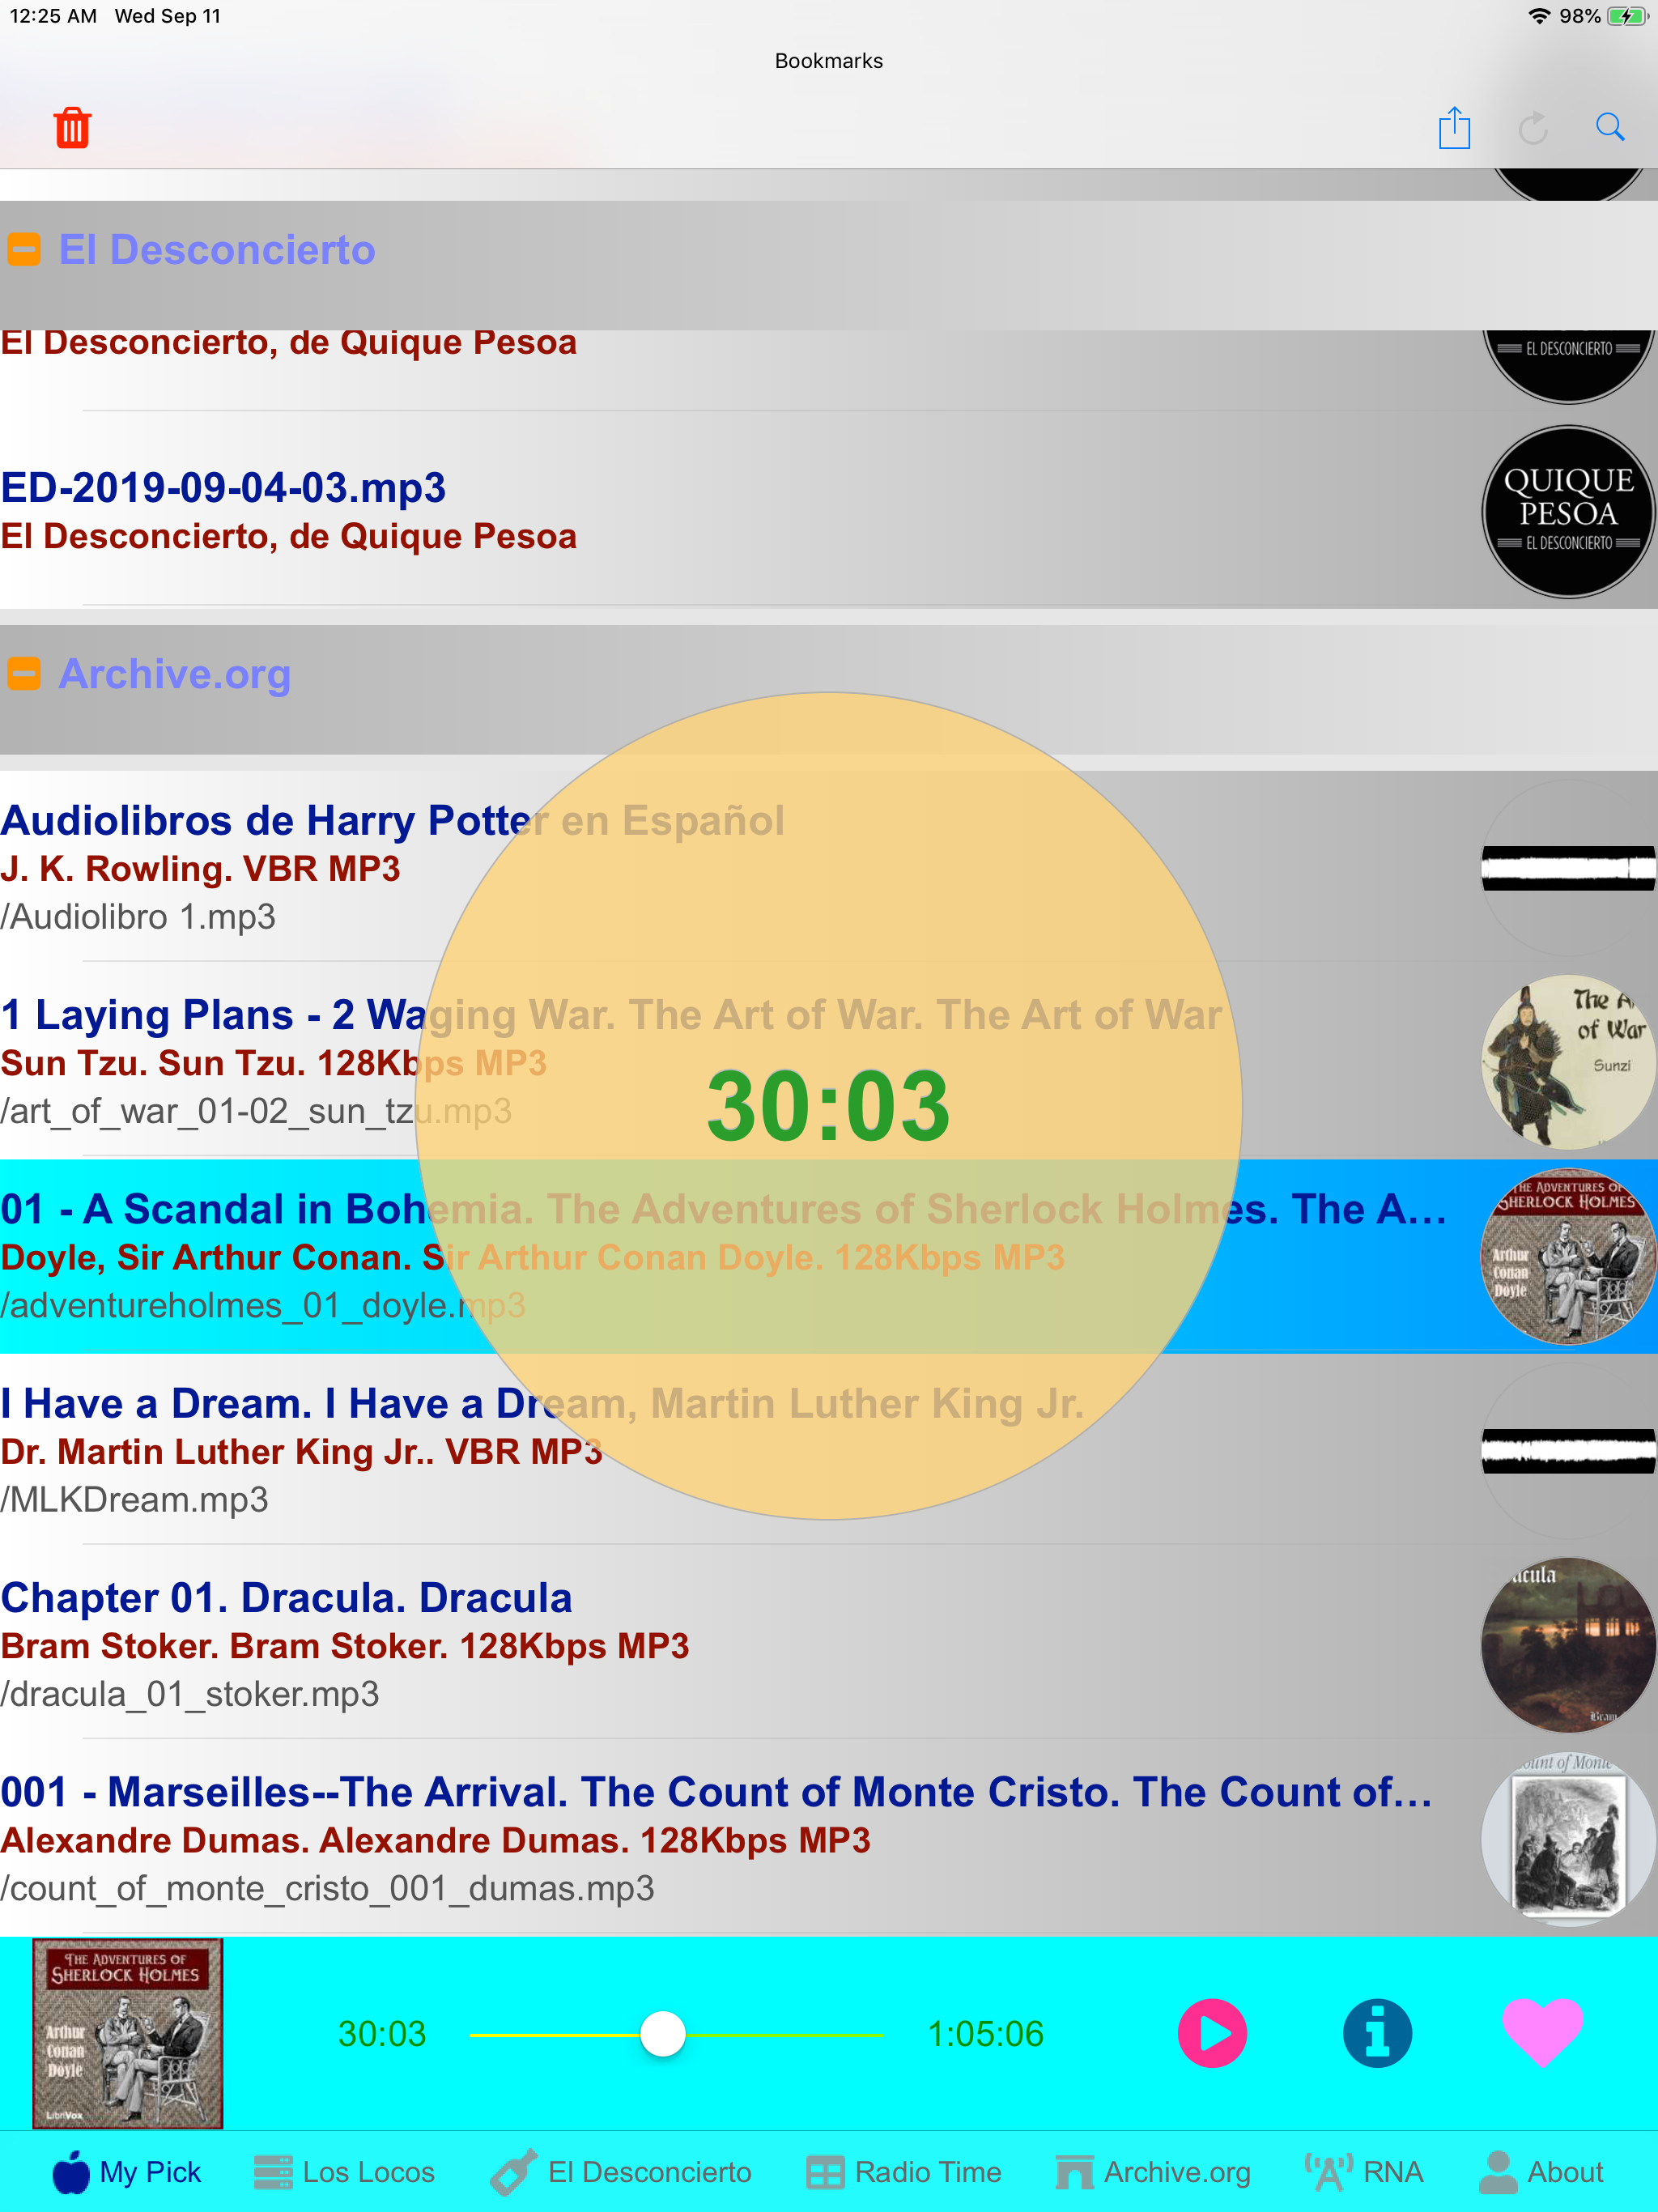 12:25 AM Wed Sep 11
98%
Bookmarks
El Desconcierto
El Desconcierto, de Quique Pesoa
EL DESCONCIERTO
ED-2019-09-04-03.mp3
El Desconcierto, de Quique Pesoa
QUIQUE
PESOA
EL DESCONCIERTO
Archive.org
Audiolibros de Harry Potter en Español
J. K. Rowling. VBR MP3
/Audiolibro 1.mp3
1 Laying Plans - 2 Waging War. The Art of War. The Art of War
Sun Tzu. Sun Tzu. 128Kbps MP3
/art_of_war_01-02_sun_tzu.mp3
The A
of War
Sunzi
30:03
01 - A Scandal in Bohemia. The Adventures of Sherlock Holmes. The A...
Doyle, Sir Arthur Conan. Sir Arthur Conan Doyle. 128Kbps MP3
/adventureholmes_01_doyle.mp3
THE ADVENTURES OF
SHERLOCK HOLMES
Arthur
Conan
Doyle
I Have a Dream. I Have a Dream, Martin Luther King Jr.
Dr. Martin Luther King Jr.. VBR MP3
/MLKDream.mp3
Chapter 01. Dracula. Dracula
Bram Stoker. Bram Stoker. 128Kbps MP3
/dracula_01_stoker.mp3
acula
Bram
001 - Marseilles--The Arrival. The Count of Monte Cristo. The Count of...
Alexandre Dumas. Alexandre Dumas. 128Kbps MP3
/count_of_monte_cristo_001_dumas.mp3
ount of Monte
THE ADVENTURES OF
SHERLOCK HOLMES
Arthur
Conan
Doyle
LibriVox
30:03
1:05:06
My Pick
Los Locos
El Desconcierto
Radio Time
Archive.org
RNA
About